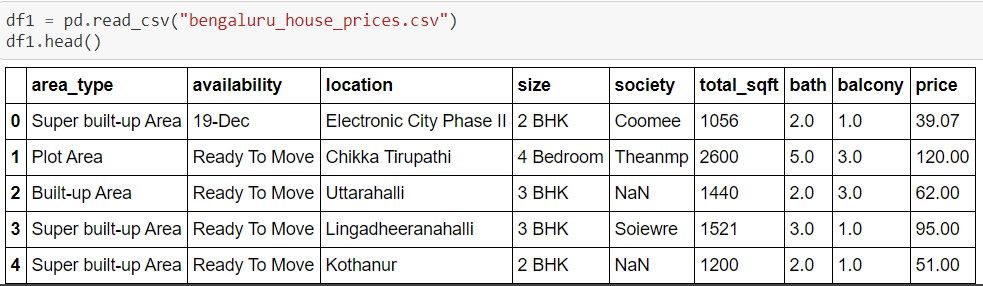 df1 = pd.read_csv("bengaluru_house_prices.csv")
df1.head()
area_type availability location size society total_sqft bath balcony price
0 Super built-up Area 19-Dec Electronic City Phase II 2 BHK Coomee 1056 2.0 1.0 39.07
1 Plot Area Ready To Move Chikka Tirupathi 4 Bedroom Theanmp 2600 5.0 3.0 120.00
2 Built-up Area Ready To Move Uttarahalli 3 BHK NaN 1440 2.0 3.0 62.00
3 Super built-up Area Ready To Move Lingadheeranahalli 3 BHK Soiewre 1521 3.0 1.0 95.00
4 Super built-up Area Ready To Move Kothanur 2 BHK NaN 1200 2.0 1.0 51.00